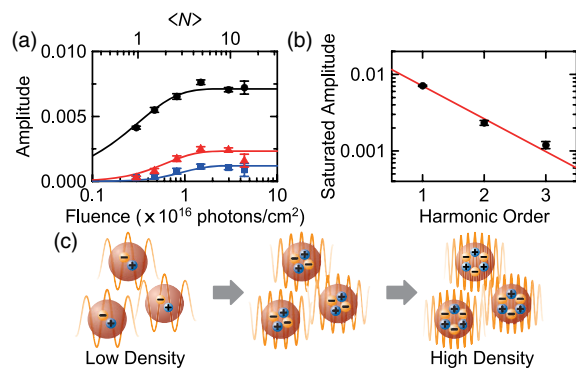 <N>
(a)
1
10
0.010
0.005
0.000
Amplitude
0.1
1
10
Fluence (× 10¹⁶ photons/cm²)
(b)
Saturated Amplitude
0.01
0.001
1
2
3
Harmonic Order
(c)
Low Density
High Density